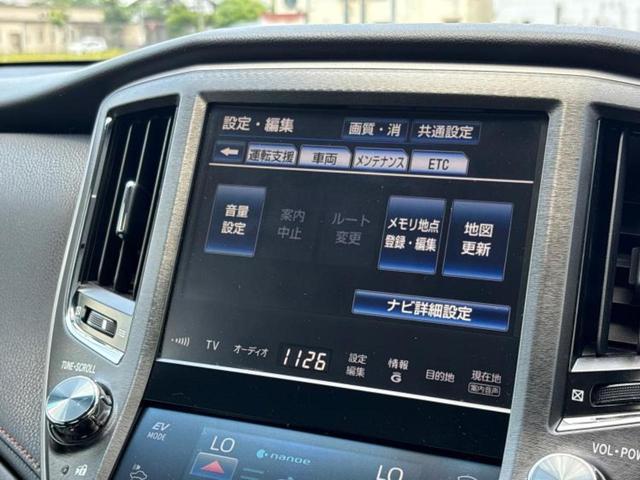 設定・編集 画質・消 共通設定
運転支援 車両 メンテナンス ETC
音量
設定
案内
中止
ルート
変更
メモリ地点
登録・編集
地図
更新
ナビ詳細設定
TV オーディオ 1126
設定
編集
情報
G
目的地
現在地
案内音声
TUNE・SCROLL
EV
MODE
LO
nanoe
LO
VOL・POW